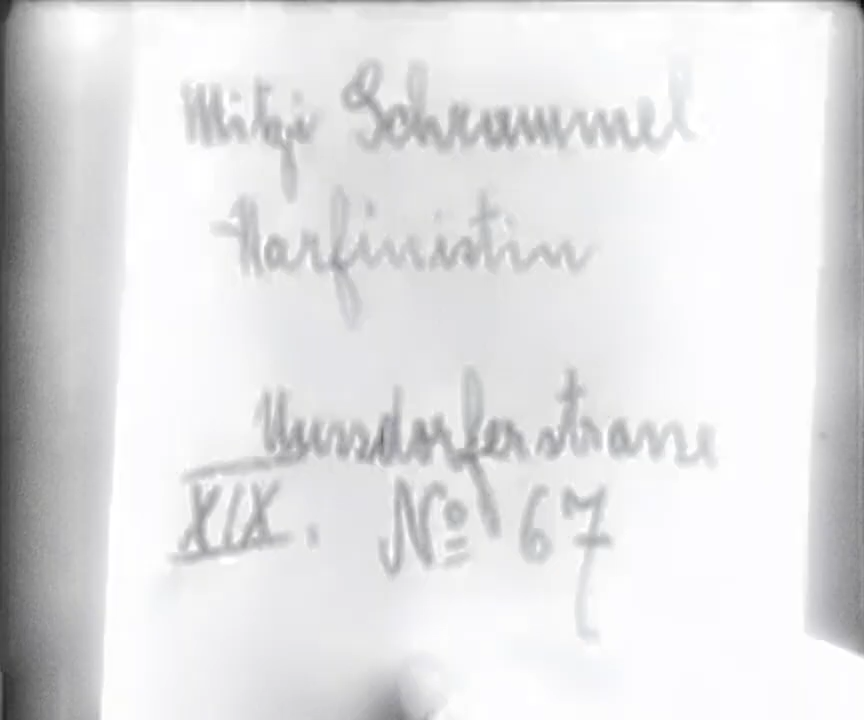 Mitzi Schrammel
Harfinistin
Nussdorferstrasse
XIX. Nº 67